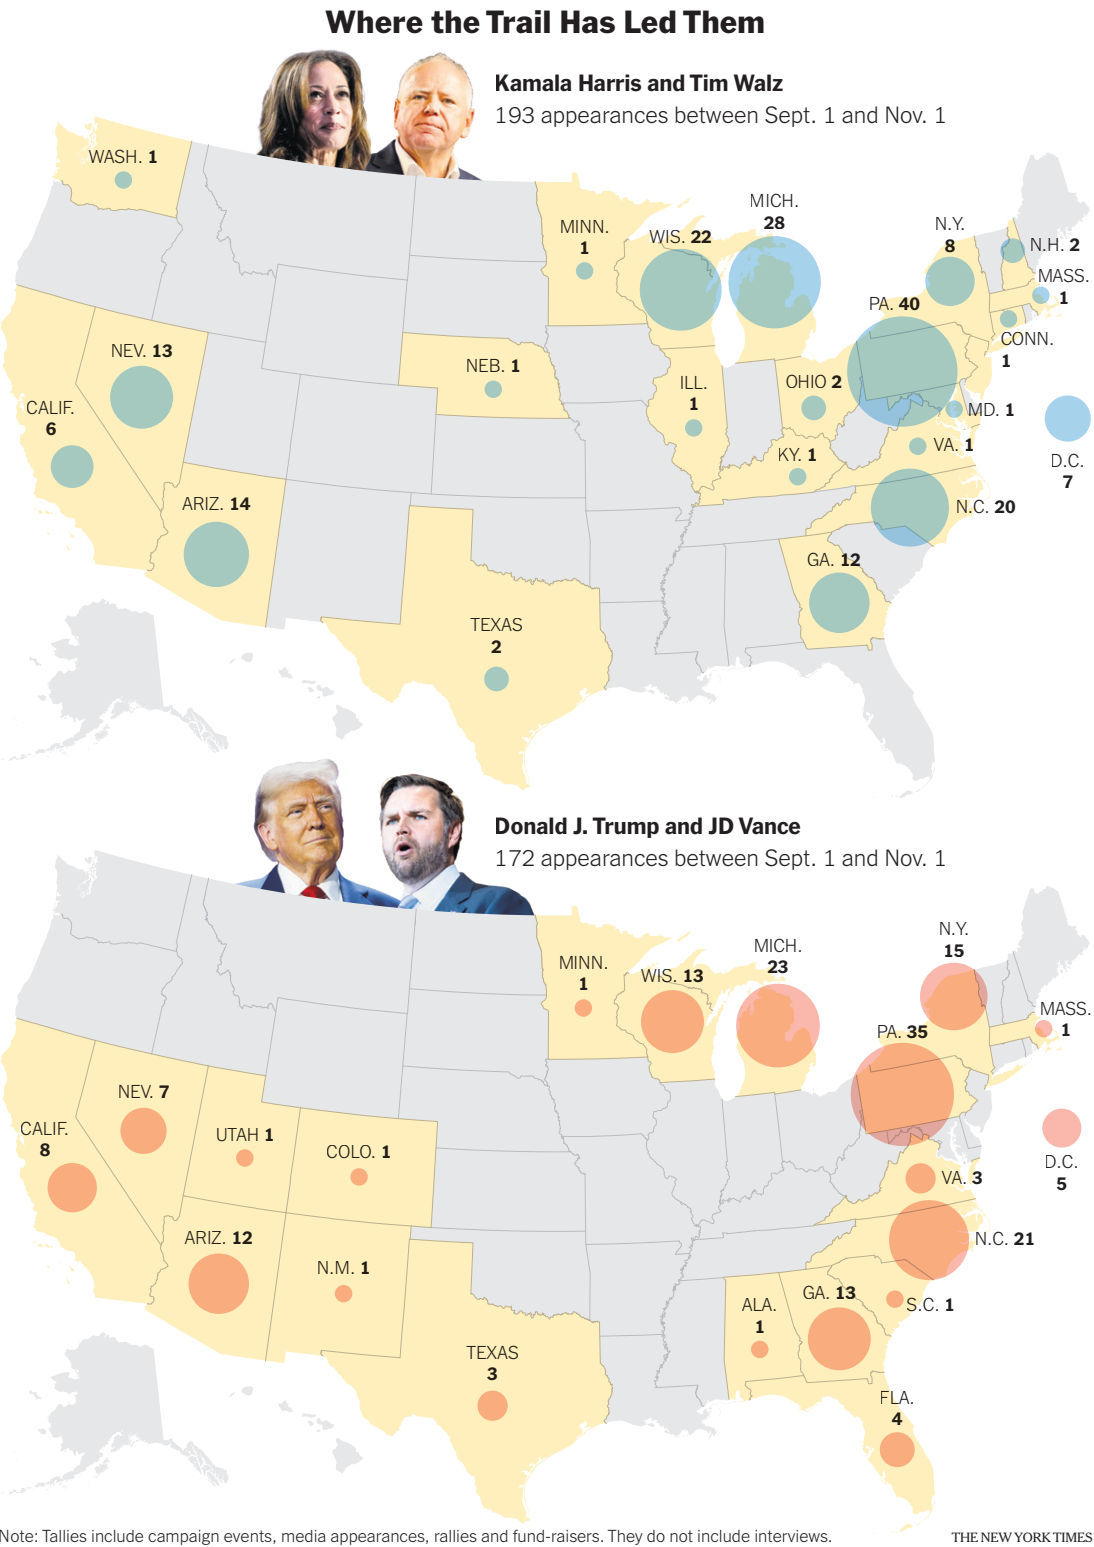 Where the Trail Has Led Them
Kamala Harris and Tim Walz
193 appearances between Sept. 1 and Nov. 1
WASH. 1
MINN.
1
WIS. 22
MICH.
28
N.Y.
8
N.H. 2
MASS.
1
PA. 40
CONN.
1
NEV. 13
NEB. 1
ILL.
1
OHIO 2
MD. 1
CALIF.
6
KY. 1
VA. 1
D.C.
7
ARIZ. 14
N.C. 20
GA. 12
TEXAS
2
Donald J. Trump and JD Vance
172 appearances between Sept. 1 and Nov. 1
MINN.
1
WIS. 13
MICH.
23
N.Y.
15
MASS.
1
PA. 35
NEV. 7
CALIF.
8
UTAH 1
COLO. 1
D.C.
5
VA. 3
ARIZ. 12
N.M. 1
N.C. 21
ALA.
1
GA. 13
S.C. 1
TEXAS
3
FLA.
4
Note: Tallies include campaign events, media appearances, rallies and fund-raisers. They do not include interviews.
THE NEW YORK TIMES